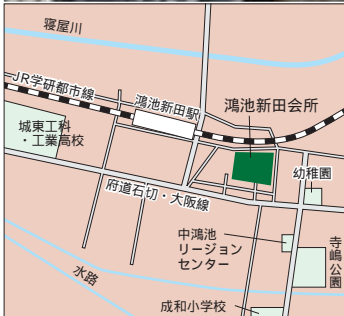 寝屋川
JR学研都市線
鴻池新田駅
鴻池新田会所
城東工科
・工業高校
幼稚園
府道石切・大阪線
中鴻池
リージョン
センター
寺嶋公園
水路
成和小学校